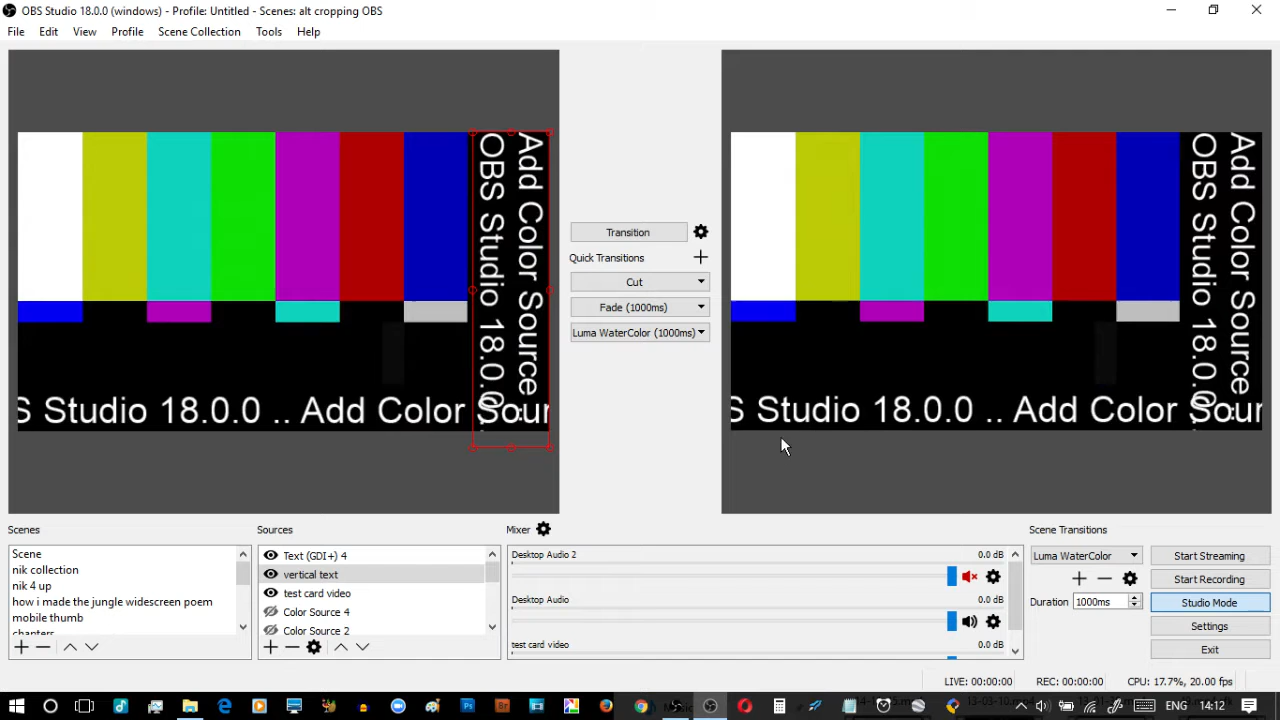 OBS Studio 18.0.0 (windows) - Profile: Untitled - Scenes: alt cropping OBS
File Edit View Profile Scene Collection Tools Help
Add Color Source
OBS Studio 18.0.0 ..
S Studio 18.0.0 .. Add Color Sour
Transition
Quick Transitions
Cut
Fade (1000ms)
Luma WaterColor (1000ms)
Add Color Source
OBS Studio 18.0.0 ..
S Studio 18.0.0 .. Add Color Sour
Scenes
Scene
nik collection
nik 4 up
how i made the jungle widescreen poem
mobile thumb
chapters
Sources
Text (GDI+) 4
vertical text
test card video
Color Source 4
Color Source 2
Mixer
Desktop Audio 2 0.0 dB
Desktop Audio 0.0 dB
test card video 0.0 dB
Scene Transitions
Luma WaterColor
Duration 1000ms
Start Streaming
Start Recording
Studio Mode
Settings
Exit
LIVE: 00:00:00 REC: 00:00:00 CPU: 17.7%, 20.00 fps
Ps Br
ENG 14:12